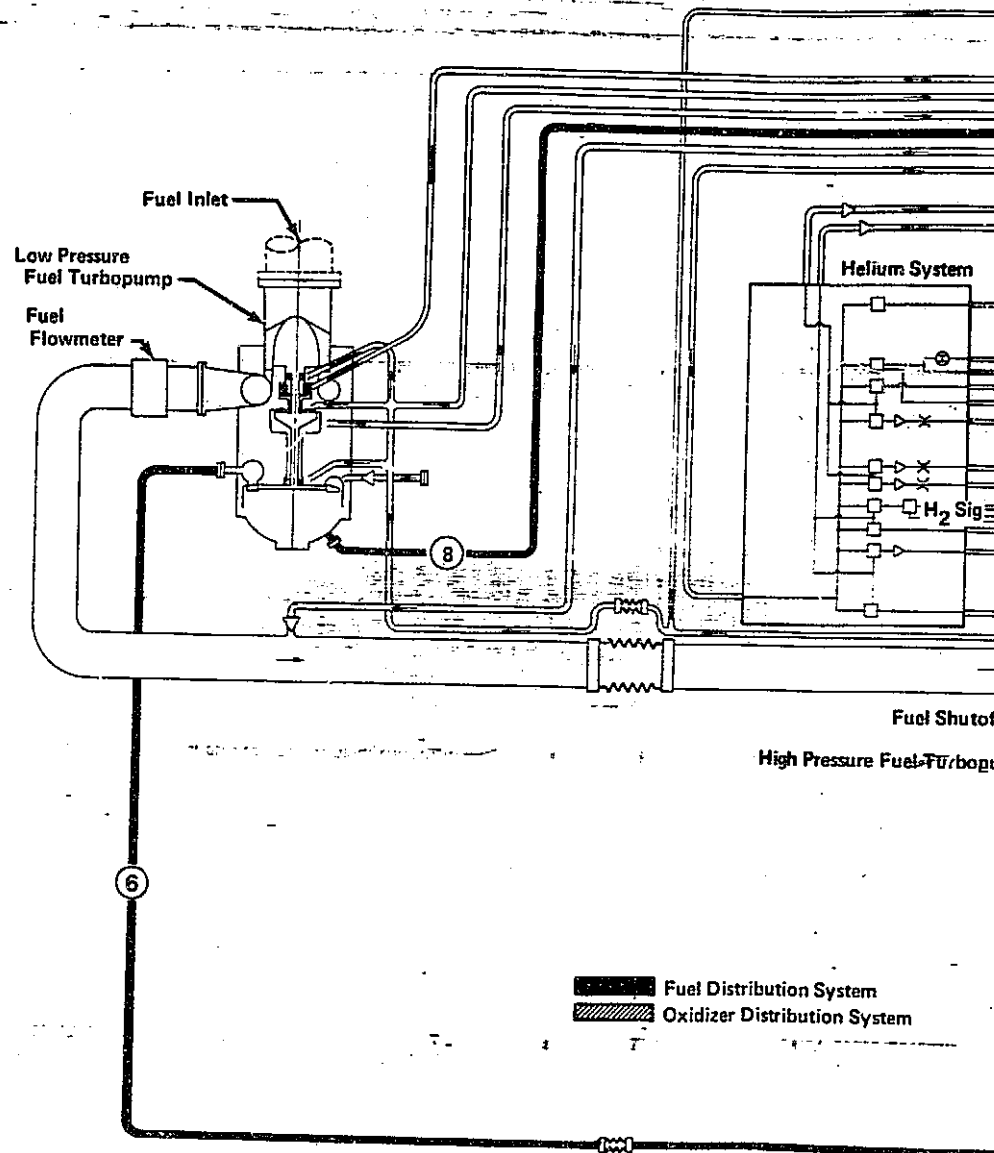 Fuel Inlet
Low Pressure
Fuel Turbopump
Fuel
Flowmeter
Helium System
H2 Sig
8
Fuel Shutof
High Pressure Fuel Turbopu
6
Fuel Distribution System
Oxidizer Distribution System